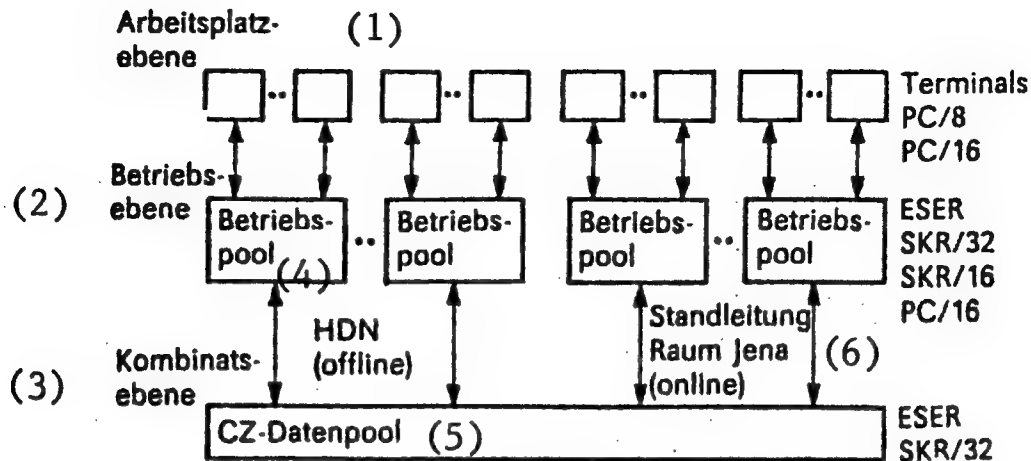 Arbeitsplatz-
ebene
(1)
Terminals
PC/8
PC/16
Betriebs-
ebene
(2)
Betriebs-
pool
(4)
Betriebs-
pool
Betriebs-
pool
Betriebs-
pool
ESER
SKR/32
SKR/16
PC/16
HDN
(offline)
Standleitung
Raum Jena
(online)
(6)
Kombinats-
ebene
(3)
CZ-Datenpool (5)
ESER
SKR/32